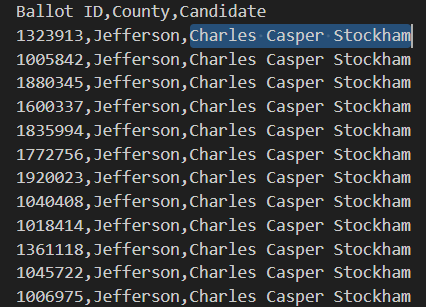 Ballot ID,County,Candidate
1323913,Jefferson,Charles Casper Stockham
1005842,Jefferson,Charles Casper Stockham
1880345,Jefferson,Charles Casper Stockham
1600337,Jefferson,Charles Casper Stockham
1835994,Jefferson,Charles Casper Stockham
1772756,Jefferson,Charles Casper Stockham
1920023,Jefferson,Charles Casper Stockham
1040408,Jefferson,Charles Casper Stockham
1018414,Jefferson,Charles Casper Stockham
1361118,Jefferson,Charles Casper Stockham
1045722,Jefferson,Charles Casper Stockham
1006975,Jefferson,Charles Casper Stockham